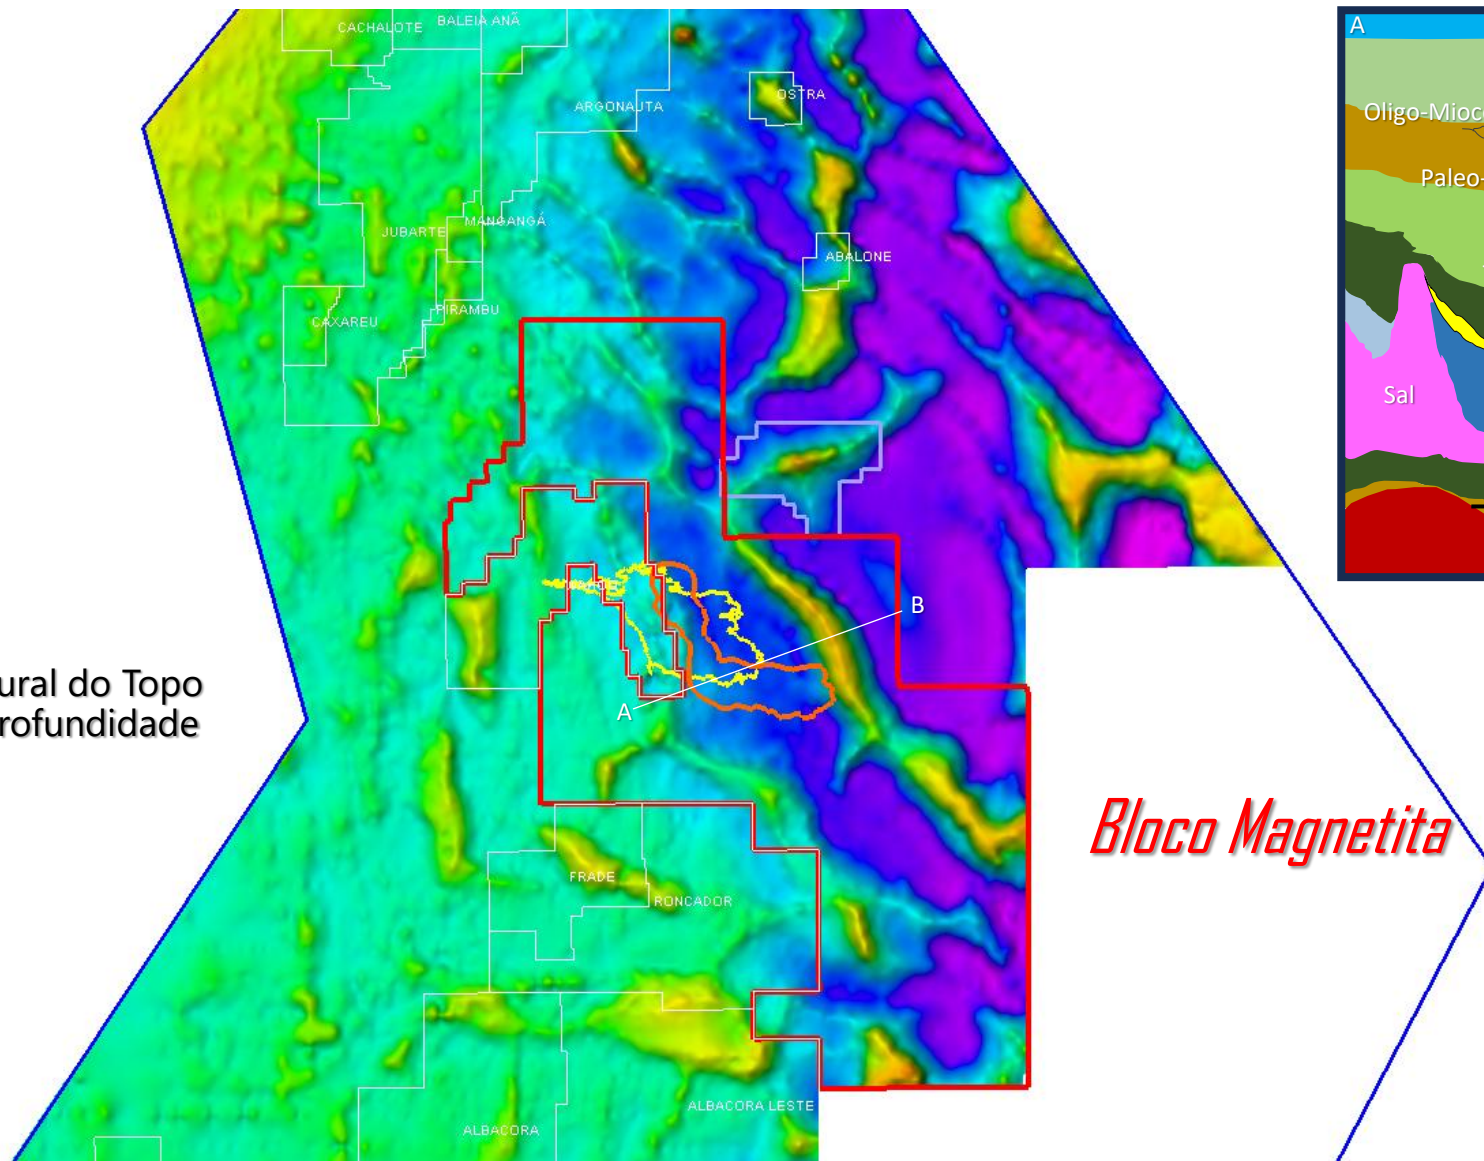 CACHALOTE
BALEIA ANÃ
A
ARGONAUTA
OSTRA
Oligo-Mioc
Paleo-
MANGANGÁ
JUBARTE
ABALONE
PIRAMBU
CAXAREU
Sal
B
ural do Topo
rofundidade
A
Bloco Magnetita
FRADE
RONCADOR
ALBACORA LESTE
ALBACORA